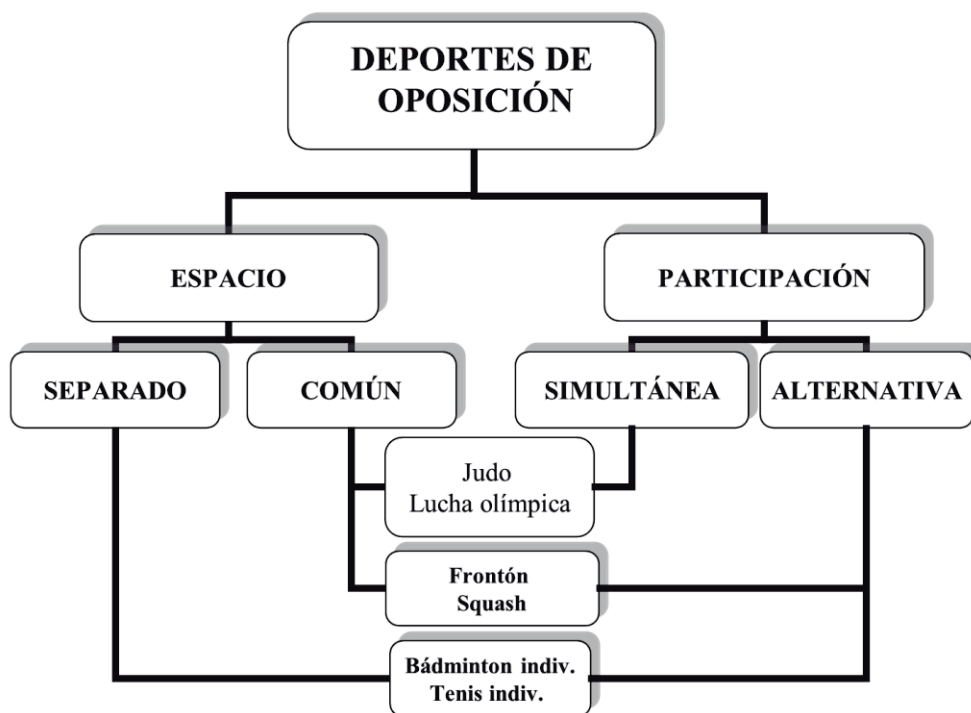 DEPORTES DE
OPOSICIÓN
ESPACIO
PARTICIPACIÓN
SEPARADO
COMÚN
SIMULTÁNEA
ALTERNATIVA
Judo
Lucha olímpica
Frontón
Squash
Bádminton indiv.
Tenis indiv.